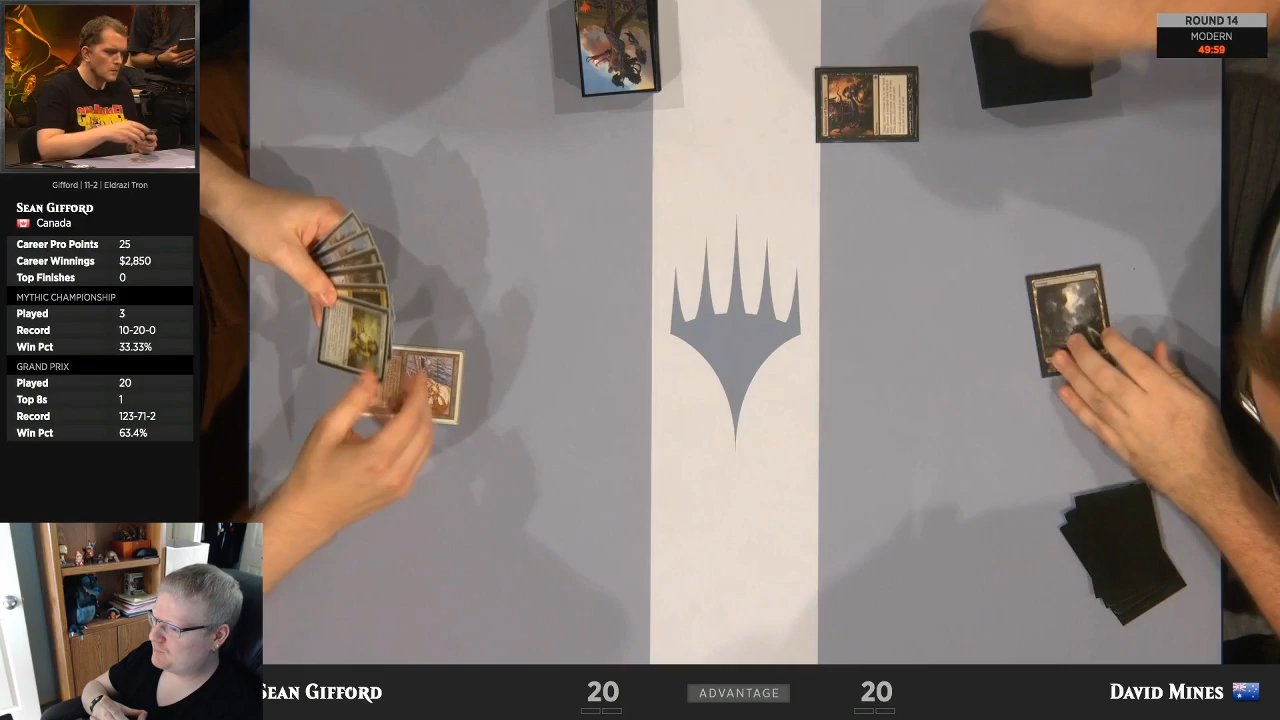 ROUND 14
MODERN
49:59
Gifford | 11-2 | Eldrazi Tron
SEAN GIFFORD
Canada
Career Pro Points 25
Career Winnings $2,850
Top Finishes 0
MYTHIC CHAMPIONSHIP
Played 3
Record 10-20-0
Win Pct 33.33%
GRAND PRIX
Played 20
Top 8s 1
Record 123-71-2
Win Pct 63.4%
SEAN GIFFORD 20 ADVANTAGE 20 DAVID MINES